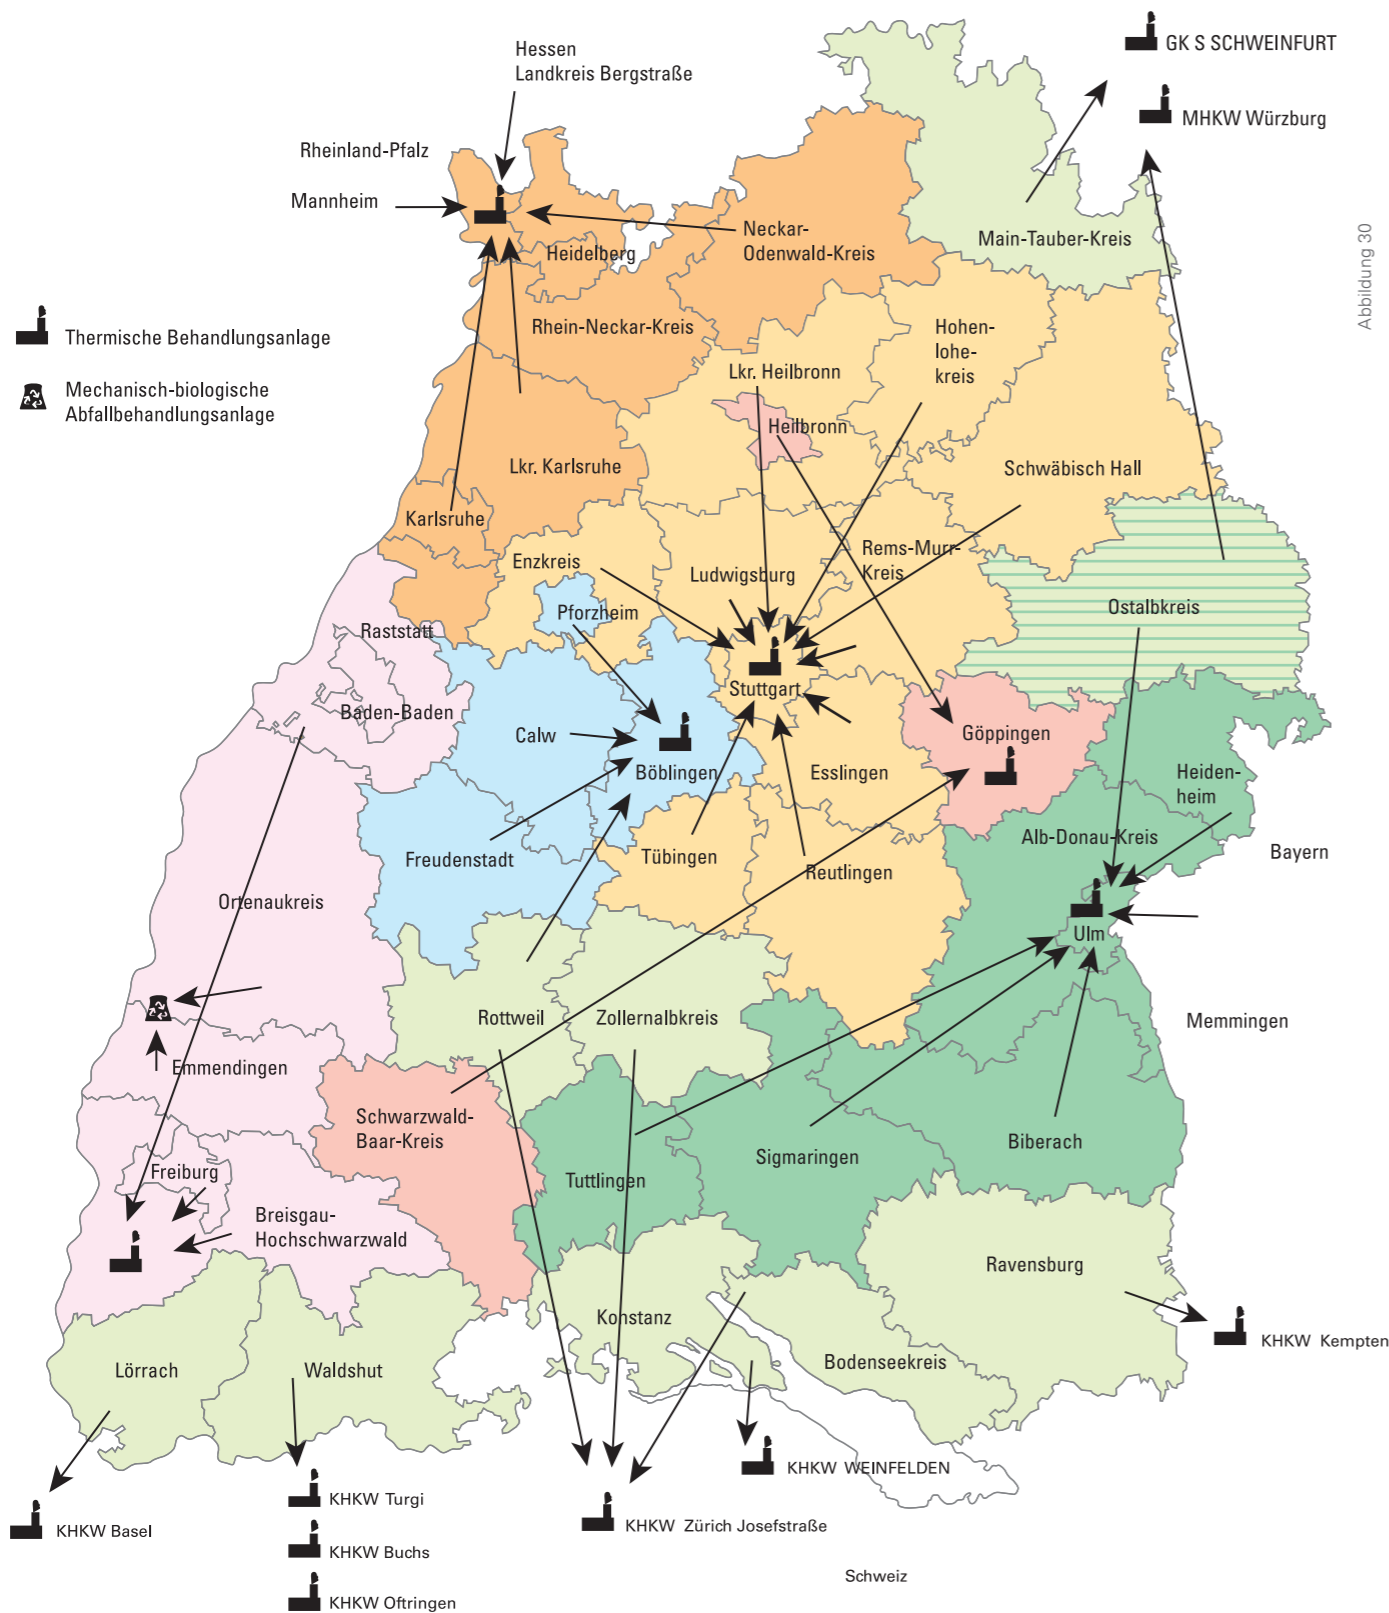 GK S SCHWEINFURT
Hessen
Landkreis Bergstraße
MHKW Würzburg
Rheinland-Pfalz
Mannheim
Neckar-
Odenwald-Kreis
Main-Tauber-Kreis
Heidelberg
Abbildung 30
Thermische Behandlungsanlage
Mechanisch-biologische
Abfallbehandlungsanlage
Rhein-Neckar-Kreis
Hohen-
lohe-
kreis
Lkr. Heilbronn
Heilbronn
Lkr. Karlsruhe
Schwäbisch Hall
Karlsruhe
Enzkreis
Ludwigsburg
Rems-Murr-
Kreis
Pforzheim
Ostalbkreis
Raststatt
Stuttgart
Baden-Baden
Calw
Böblingen
Esslingen
Göppingen
Heiden-
heim
Alb-Donau-Kreis
Bayern
Freudenstadt
Tübingen
Reutlingen
Ortenaukreis
Ulm
Rottweil
Zollernalbkreis
Memmingen
Emmendingen
Schwarzwald-
Baar-Kreis
Biberach
Sigmaringen
Tuttlingen
Freiburg
Breisgau-
Hochschwarzwald
Ravensburg
Konstanz
KHKW Kempten
Bodenseekreis
Lörrach
Waldshut
KHKW WEINFELDEN
KHKW Turgi
KHKW Basel
KHKW Zürich Josefstraße
KHKW Buchs
Schweiz
KHKW Oftringen